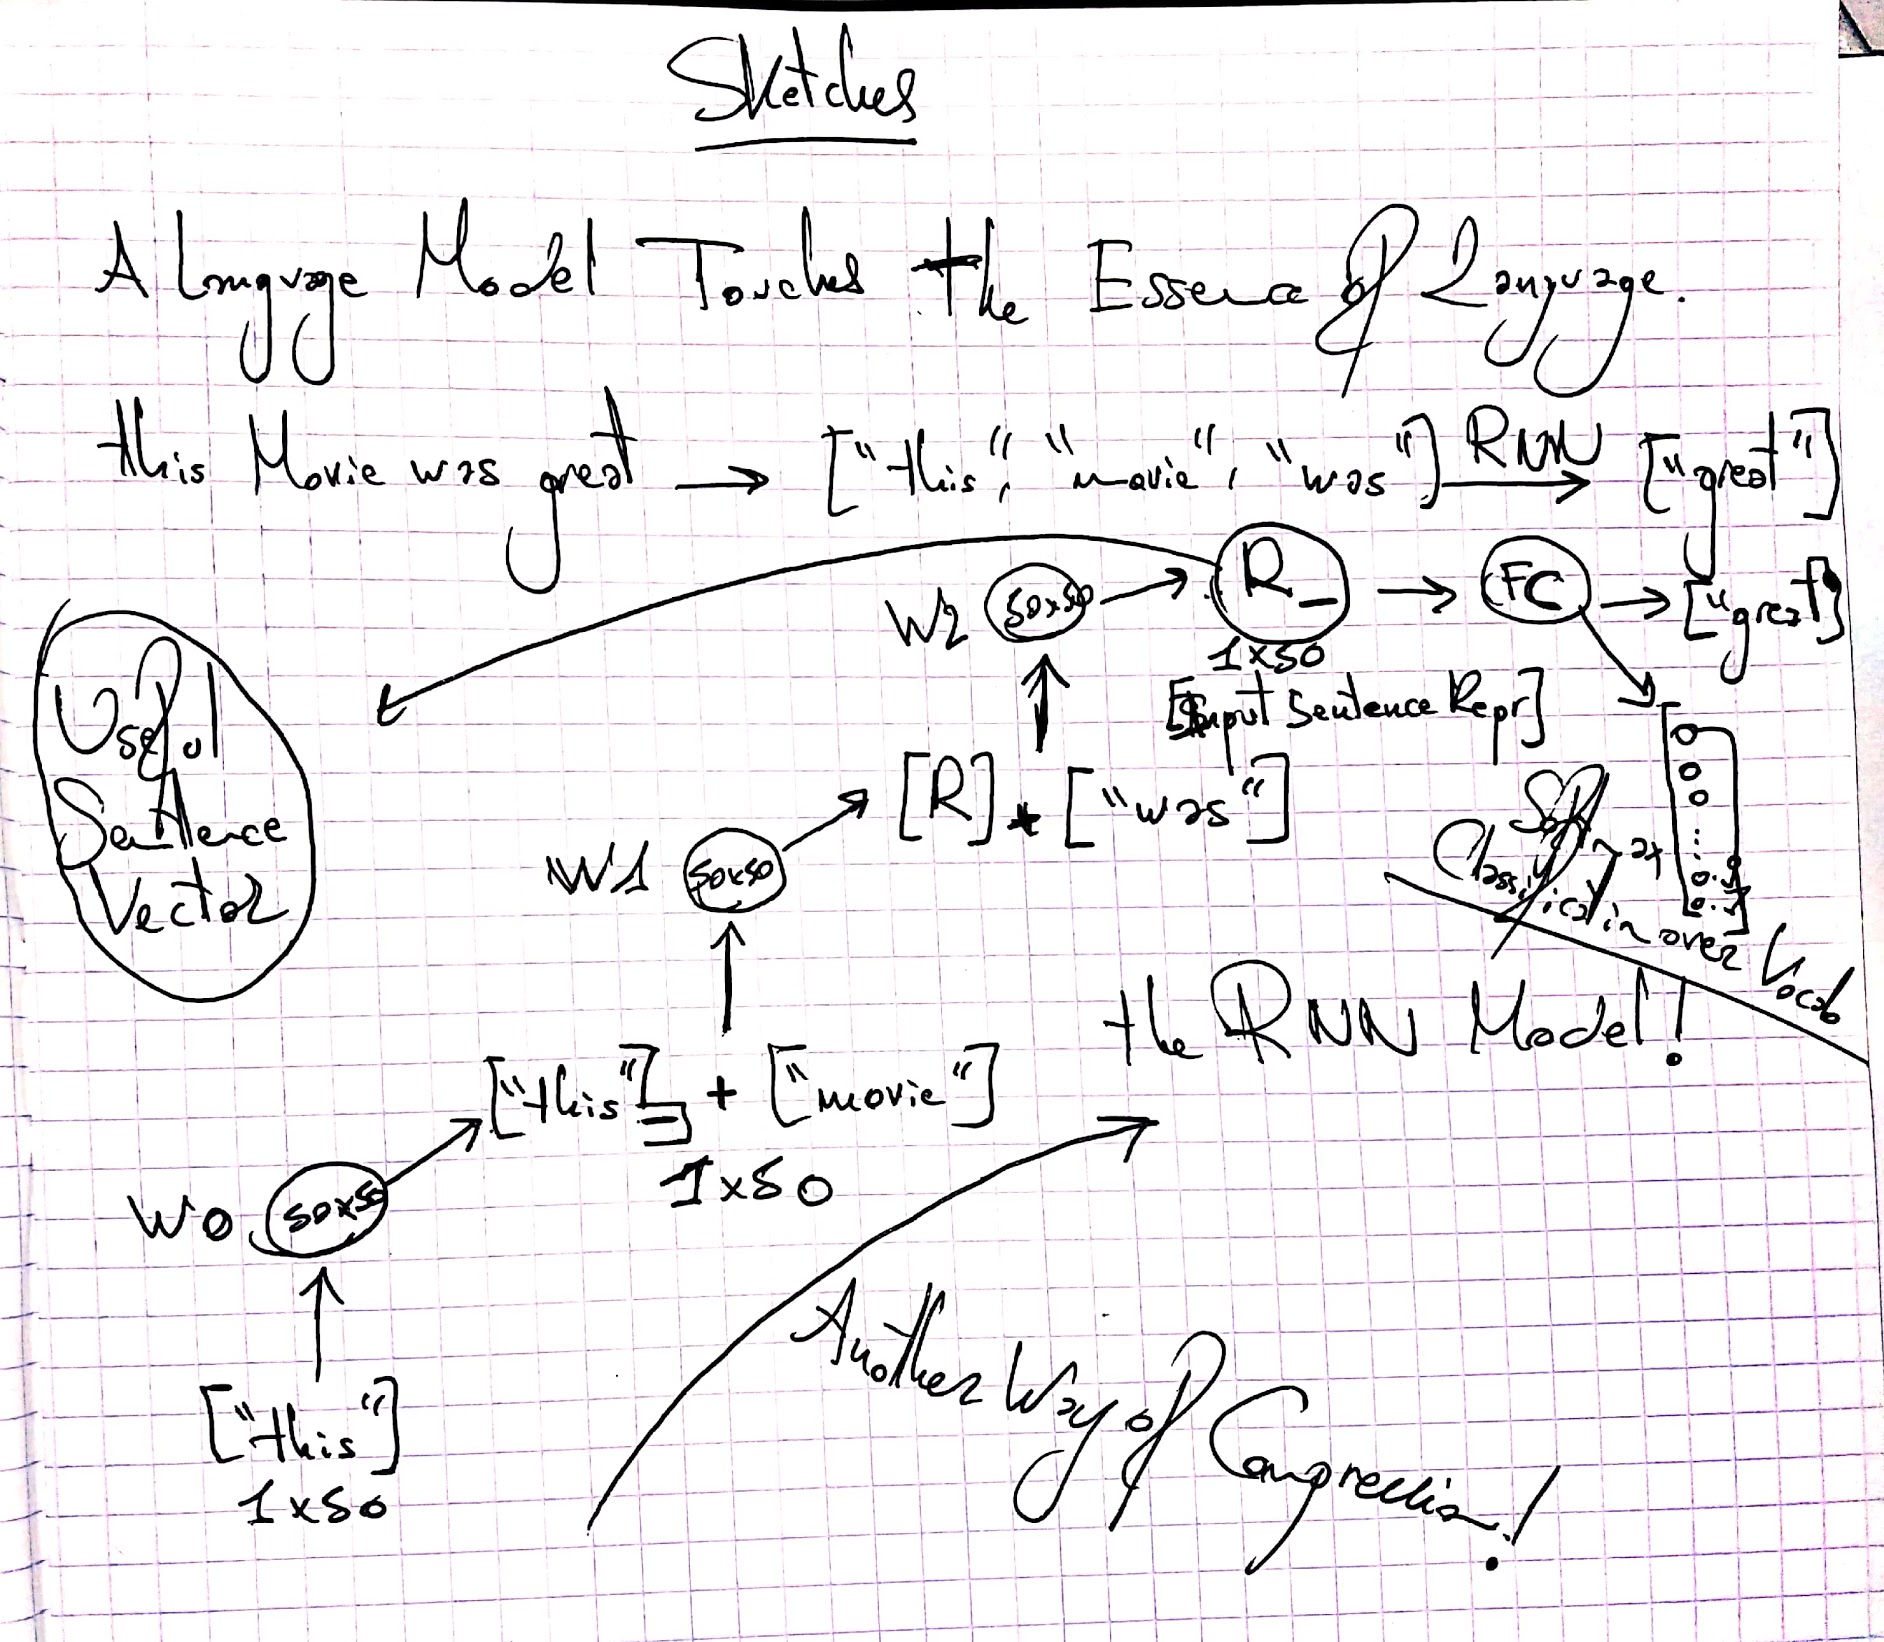 Sketches
A Language Model Touches the Essence of Language.
this Movie was great → ["this", "movie", "was"] RNN → ["great"]
W2 50x50 → R_ → FC → ["great"]
1x50
[Input Sentence Repr]
Useful
Sentence
Vector
[R] + ["was"]
W1 50x50
Softmax
Classification over Vocab
the RNN Model!
["this"] + ["movie"]
1x50
W0 50x50
["this"]
1x50
Another Way of